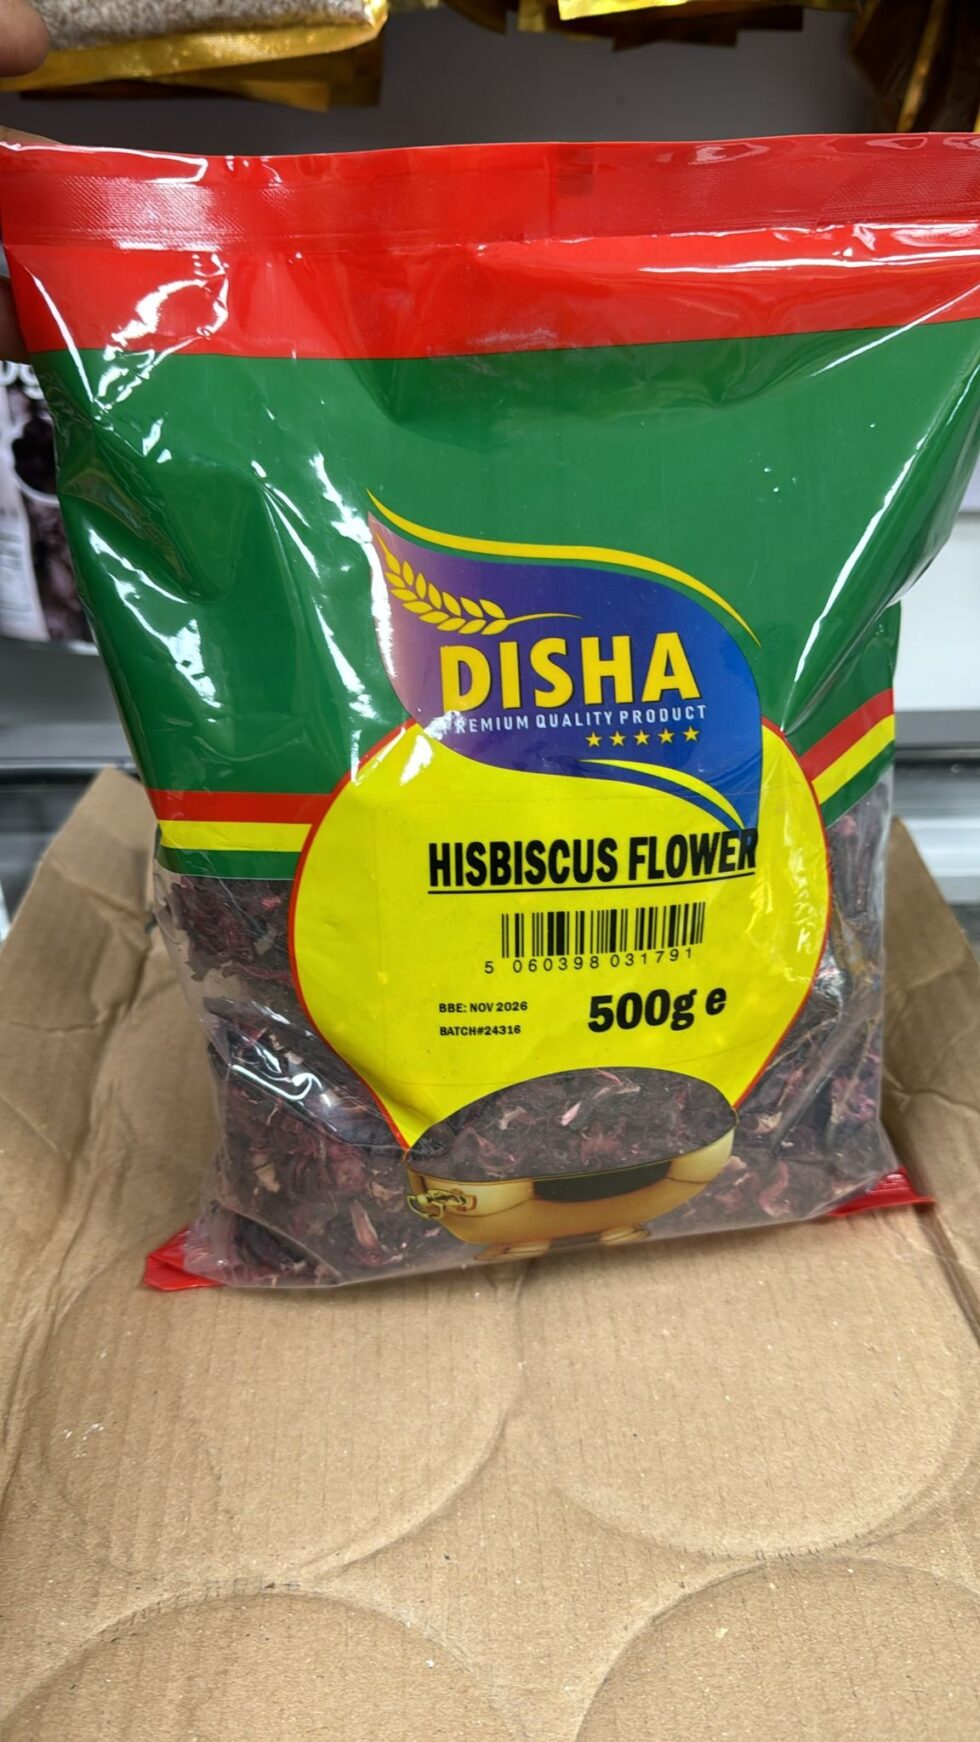 DISHA
PREMIUM QUALITY PRODUCT
HISBISCUS FLOWER
5 060398 031791
BBE: NOV 2026
BATCH#24316
500g e